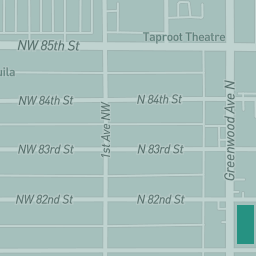 Taproot Theatre
NW 85th St
uila
NW 84th St
N 84th St
1st Ave NW
Greenwood Ave N
NW 83rd St
N 83rd St
NW 82nd St
N 82nd St